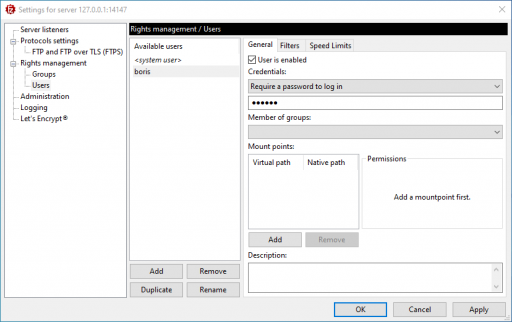 Settings for server 127.0.0.1:14147
Server listeners
Protocols settings
FTP and FTP over TLS (FTPS)
Rights management
Groups
Users
Administration
Logging
Let's Encrypt®
Rights management / Users
Available users
<system user>
boris
Add
Remove
Duplicate
Rename
General
Filters
Speed Limits
User is enabled
Credentials:
Require a password to log in
••••••
Member of groups:
Mount points:
Virtual path
Native path
Permissions
Add a mountpoint first.
Add
Remove
Description:
OK
Cancel
Apply